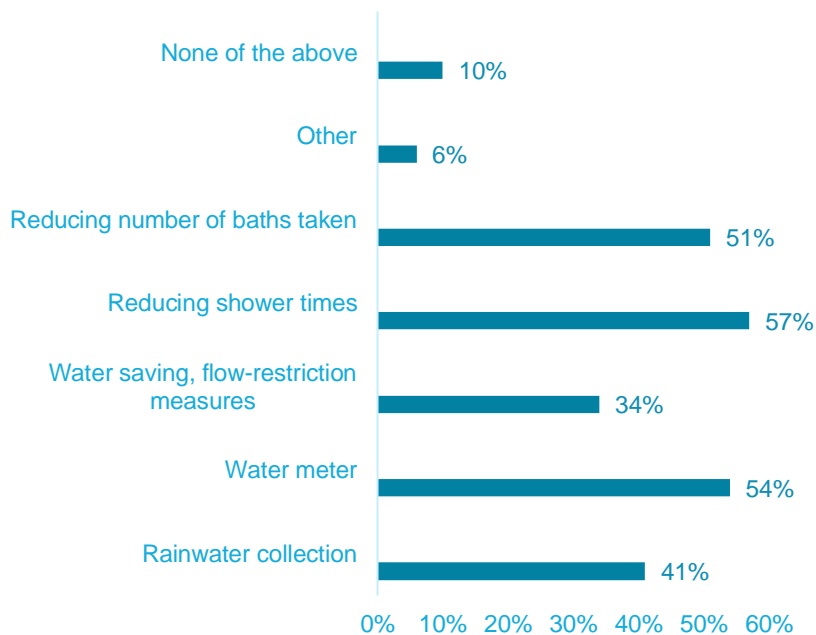 None of the above
10%
Other
6%
Reducing number of baths taken
51%
Reducing shower times
57%
Water saving, flow-restriction
measures
34%
Water meter
54%
Rainwater collection
41%
0% 10% 20% 30% 40% 50% 60%